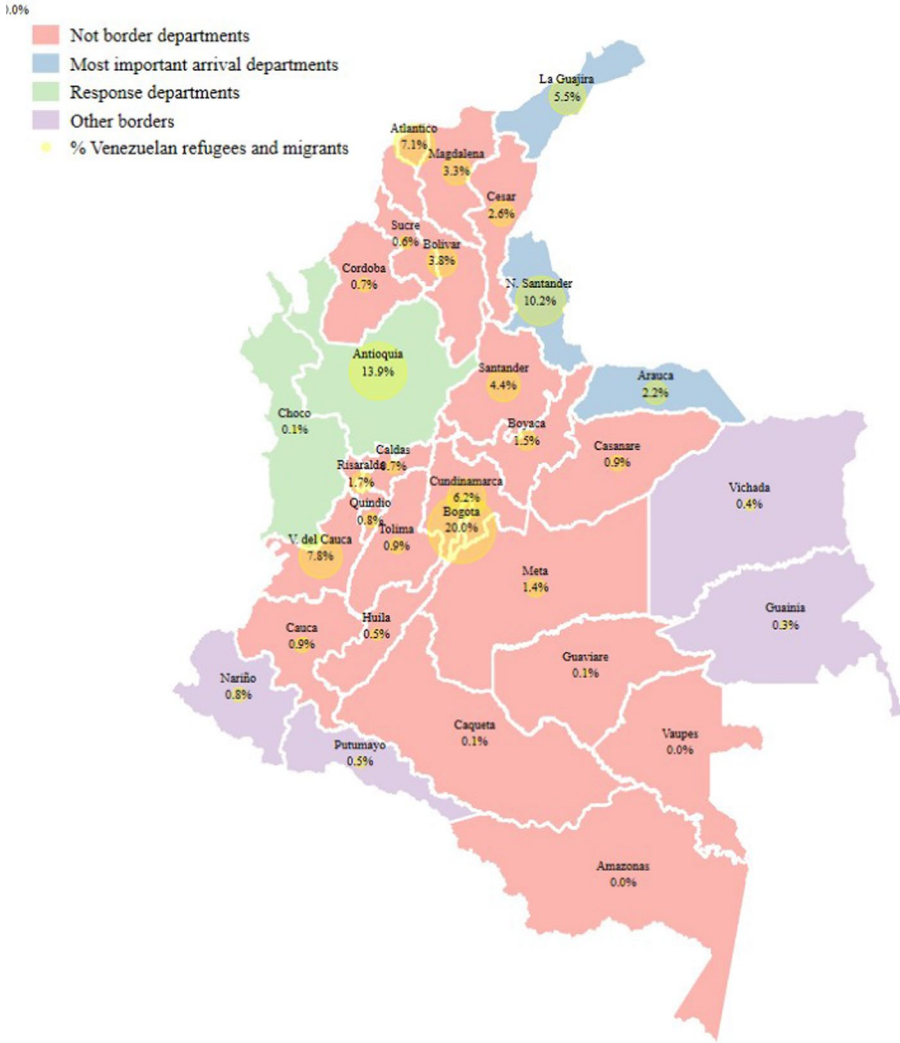 0.0%
Not border departments
Most important arrival departments
Response departments
Other borders
% Venezuelan refugees and migrants
La Guajira
5.5%
Atlantico
7.1%
Magdalena
3.3%
Cesar
2.6%
Sucre
0.6%
Bolivar
3.8%
Cordoba
0.7%
N. Santander
10.2%
Antioquia
13.9%
Santander
4.4%
Arauca
2.2%
Choco
0.1%
Boyaca
1.5%
Casanare
0.9%
Caldas
0.7%
Risaralda
1.7%
Cundinamarca
6.2%
Vichada
0.4%
Quindio
0.8%
Bogota
20.0%
Tolima
0.9%
V. del Cauca
7.8%
Meta
1.4%
Guainia
0.3%
Huila
0.5%
Cauca
0.9%
Guaviare
0.1%
Nariño
0.8%
Caqueta
0.1%
Vaupes
0.0%
Putumayo
0.5%
Amazonas
0.0%